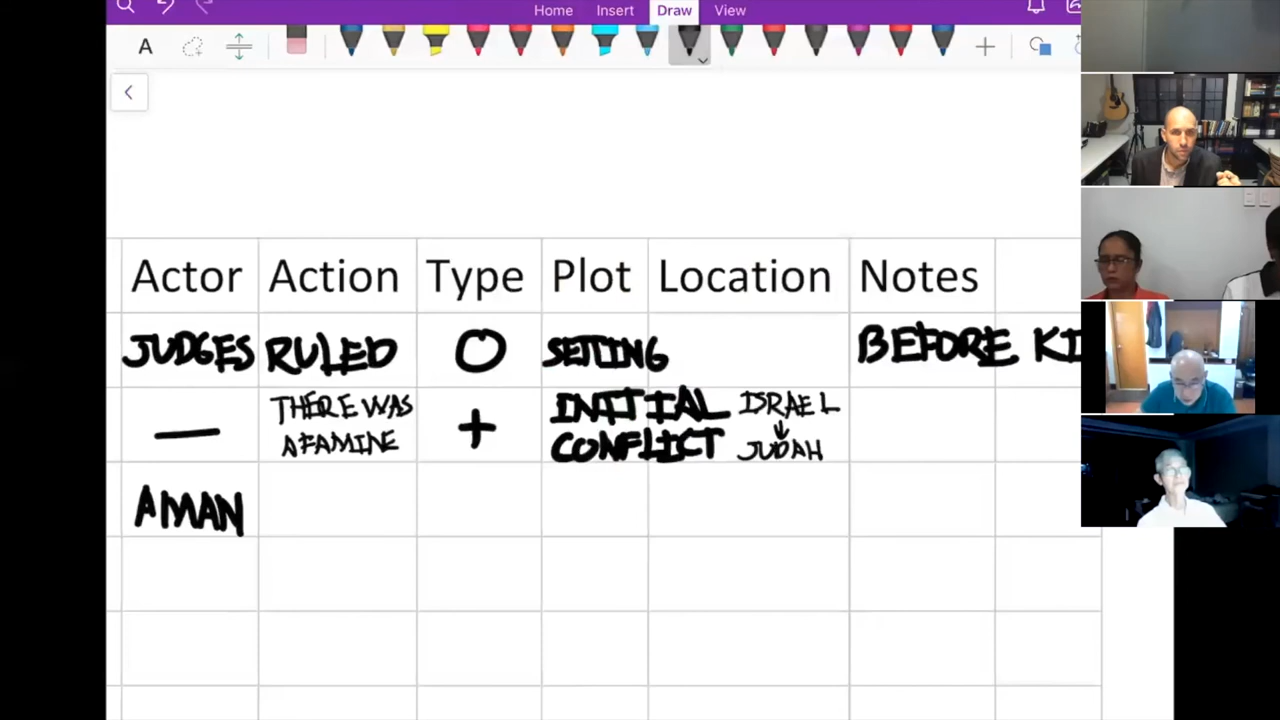 Home Insert Draw View
A
Actor Action Type Plot Location Notes
JUDGES RULED O SETTING BEFORE KI
— THERE WAS A FAMINE + INITIAL CONFLICT ISRAEL ↓ JUDAH
A MAN